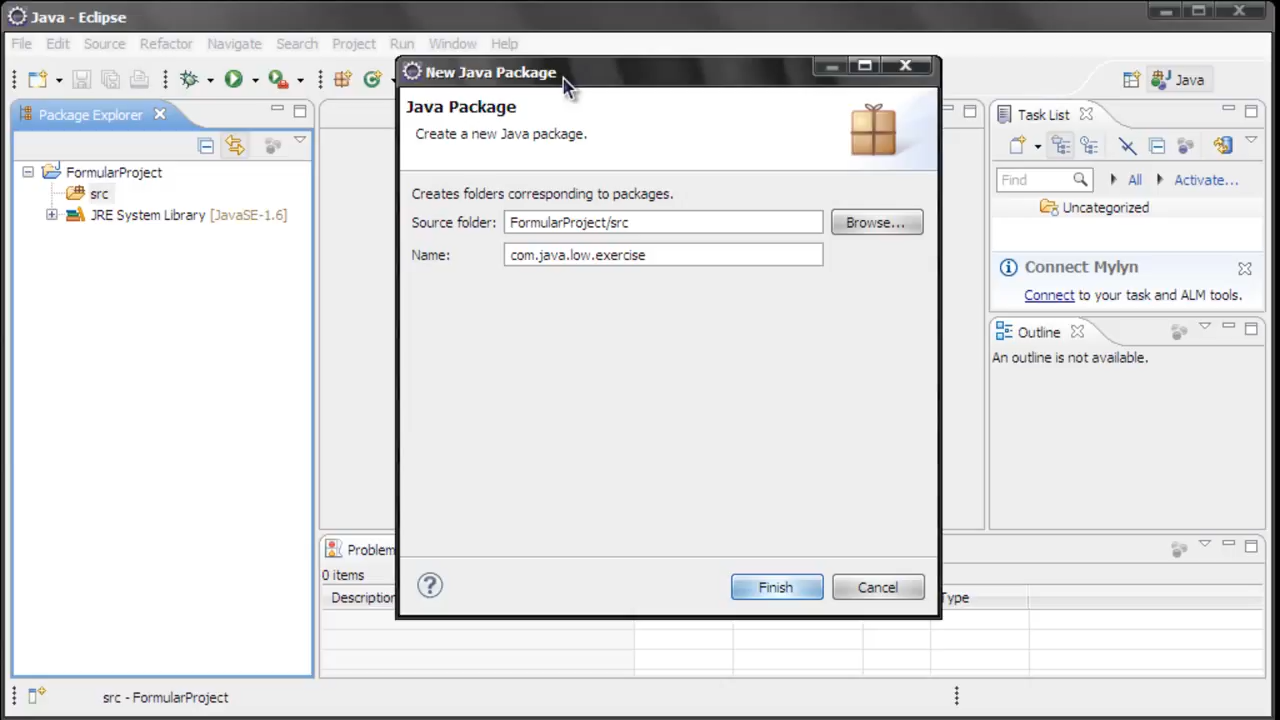 Java - Eclipse
File Edit Source Refactor Navigate Search Project Run Window Help
New Java Package
Java
Package Explorer
Java Package
Create a new Java package.
Task List
FormularProject
src
JRE System Library [JavaSE-1.6]
Creates folders corresponding to packages.
Source folder: FormularProject/src Browse...
Name: com.java.low.exercise
Find All Activate...
Uncategorized
Connect Mylyn
Connect to your task and ALM tools.
Outline
An outline is not available.
Problem
0 items
Description Type
Finish Cancel
src - FormularProject